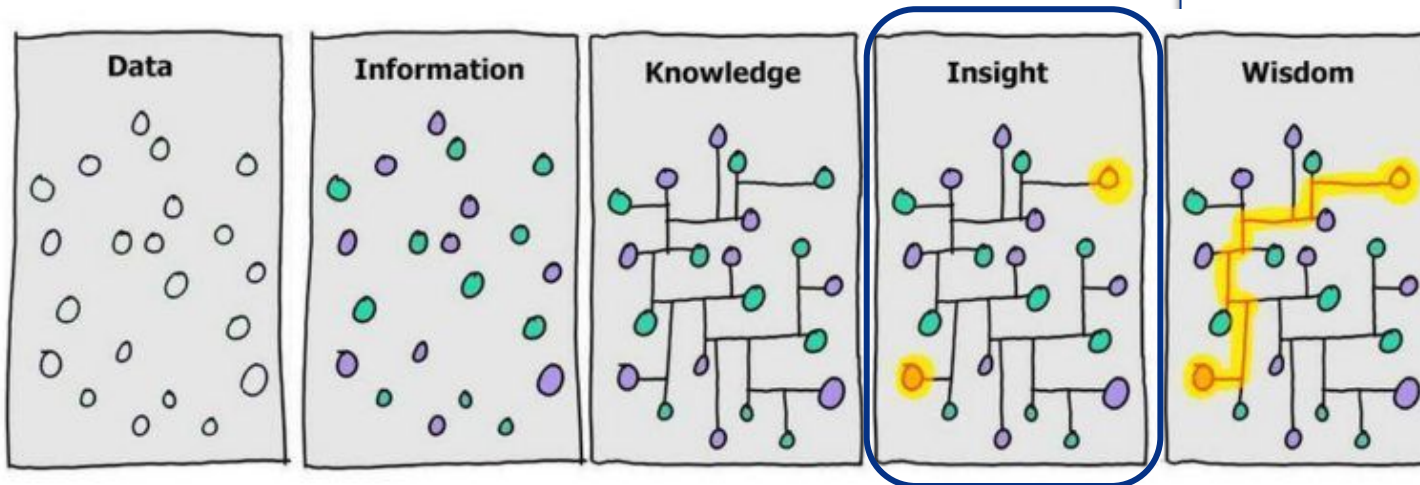 Data
Information
Knowledge
Insight
Wisdom